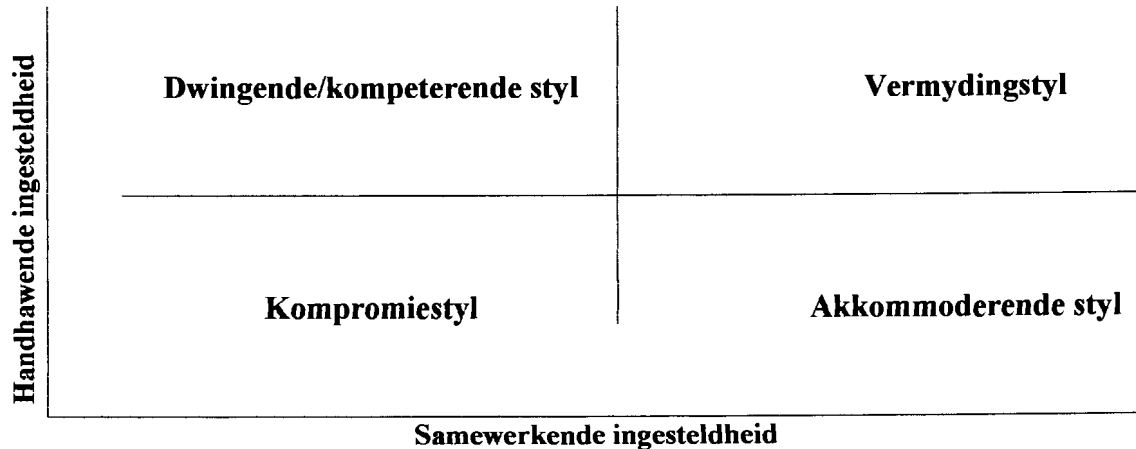 Handhawende ingesteldheid
Dwingende/kompeterende styl
Vermydingstyl
Kompromiestyl
Akkommoderende styl
Samewerkende ingesteldheid